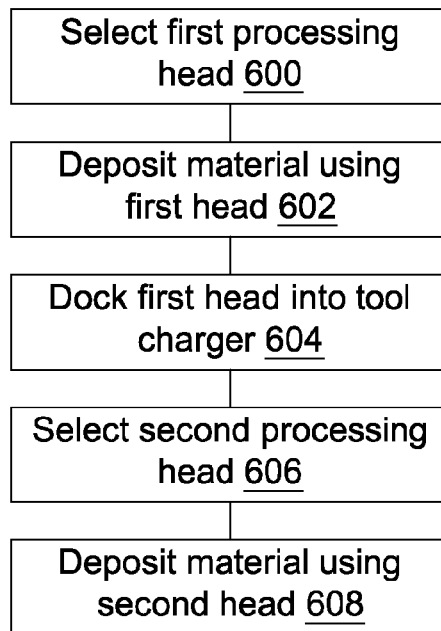 Select first processing
head 600
Deposit material using
first head 602
Dock first head into tool
charger 604
Select second processing
head 606
Deposit material using
second head 608